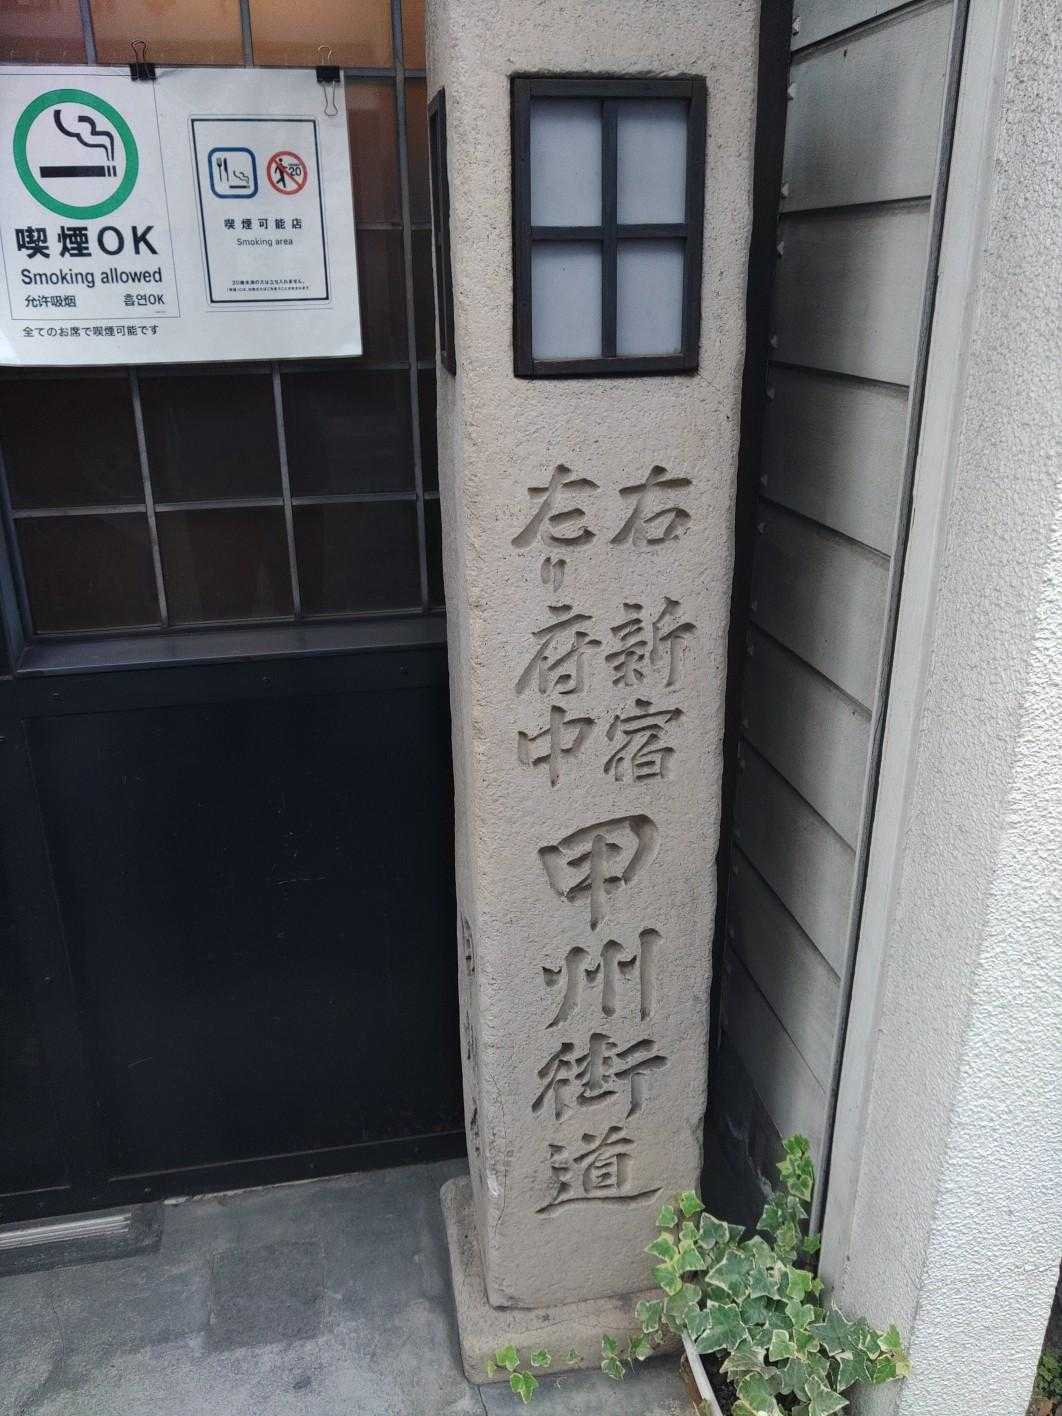 喫煙OK
Smoking allowed
允许吸烟
흡연OK
全てのお席で喫煙可能です
20
喫煙可能店
Smoking area
右 新宿
左り 府中
甲州街道